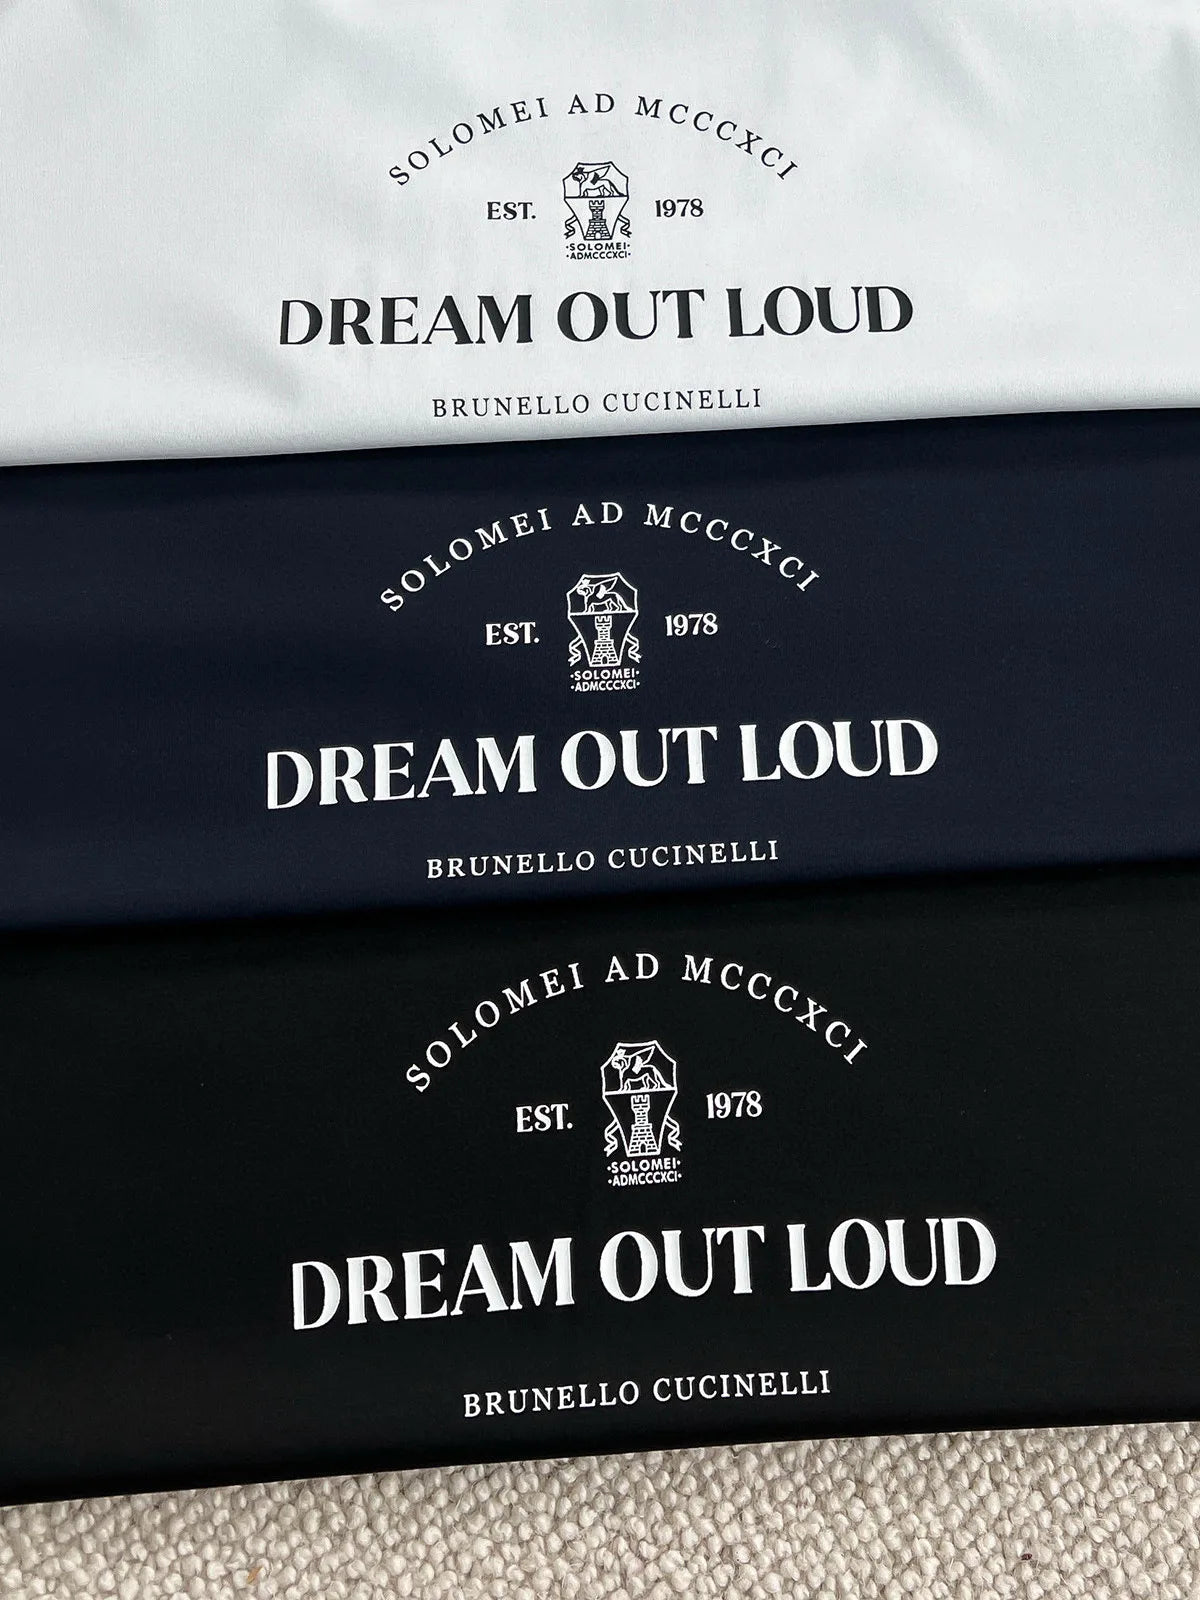 SOLOMEI AD MCCCXCI
EST. 1978
·SOLOMEI·
·ADMCCCXCI·
DREAM OUT LOUD
BRUNELLO CUCINELLI
SOLOMEI AD MCCCXCI
EST. 1978
·SOLOMEI·
·ADMCCCXCI·
DREAM OUT LOUD
BRUNELLO CUCINELLI
SOLOMEI AD MCCCXCI
EST. 1978
·SOLOMEI·
·ADMCCCXCI·
DREAM OUT LOUD
BRUNELLO CUCINELLI